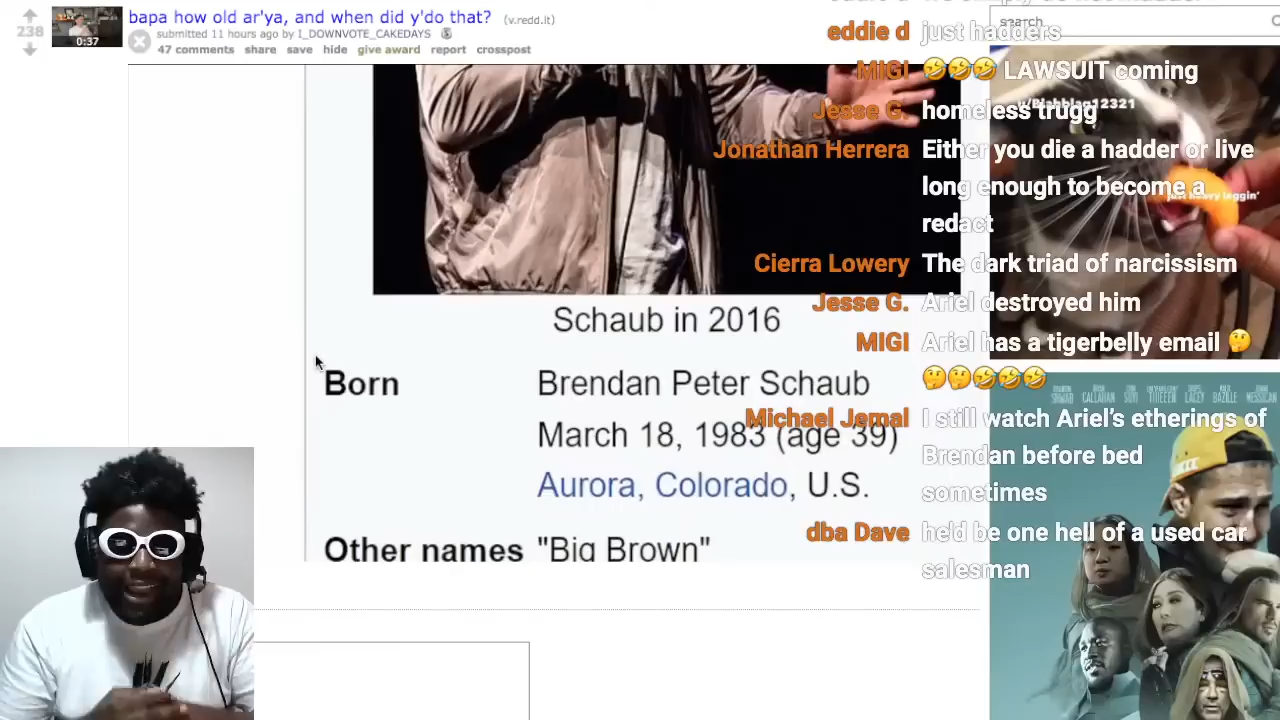 bapa how old ar'ya, and when did y'do that? (v.redd.it)
238
0:37
submitted 11 hours ago by I_DOWNVOTE_CAKEDAYS
47 comments share save hide give award report crosspost
search
eddie d just hadders
MIGI 🤣🤣🤣 LAWSUIT coming
Jesse G. homeless trugg
u/Blahblag12321
Jonathan Herrera Either you die a hadder or live
long enough to become a
redact
Cierra Lowery The dark triad of narcissism
Jesse G. Ariel destroyed him
MIGI Ariel has a tigerbelly email 🤔
🤔🤔🤣🤣🤣
Michael Jemal I still watch Ariel's etherings of
Brendan before bed
sometimes
dba Dave he'd be one hell of a used car
salesman
Schaub in 2016
Born Brendan Peter Schaub
March 18, 1983 (age 39)
Aurora, Colorado, U.S.
Other names "Big Brown"